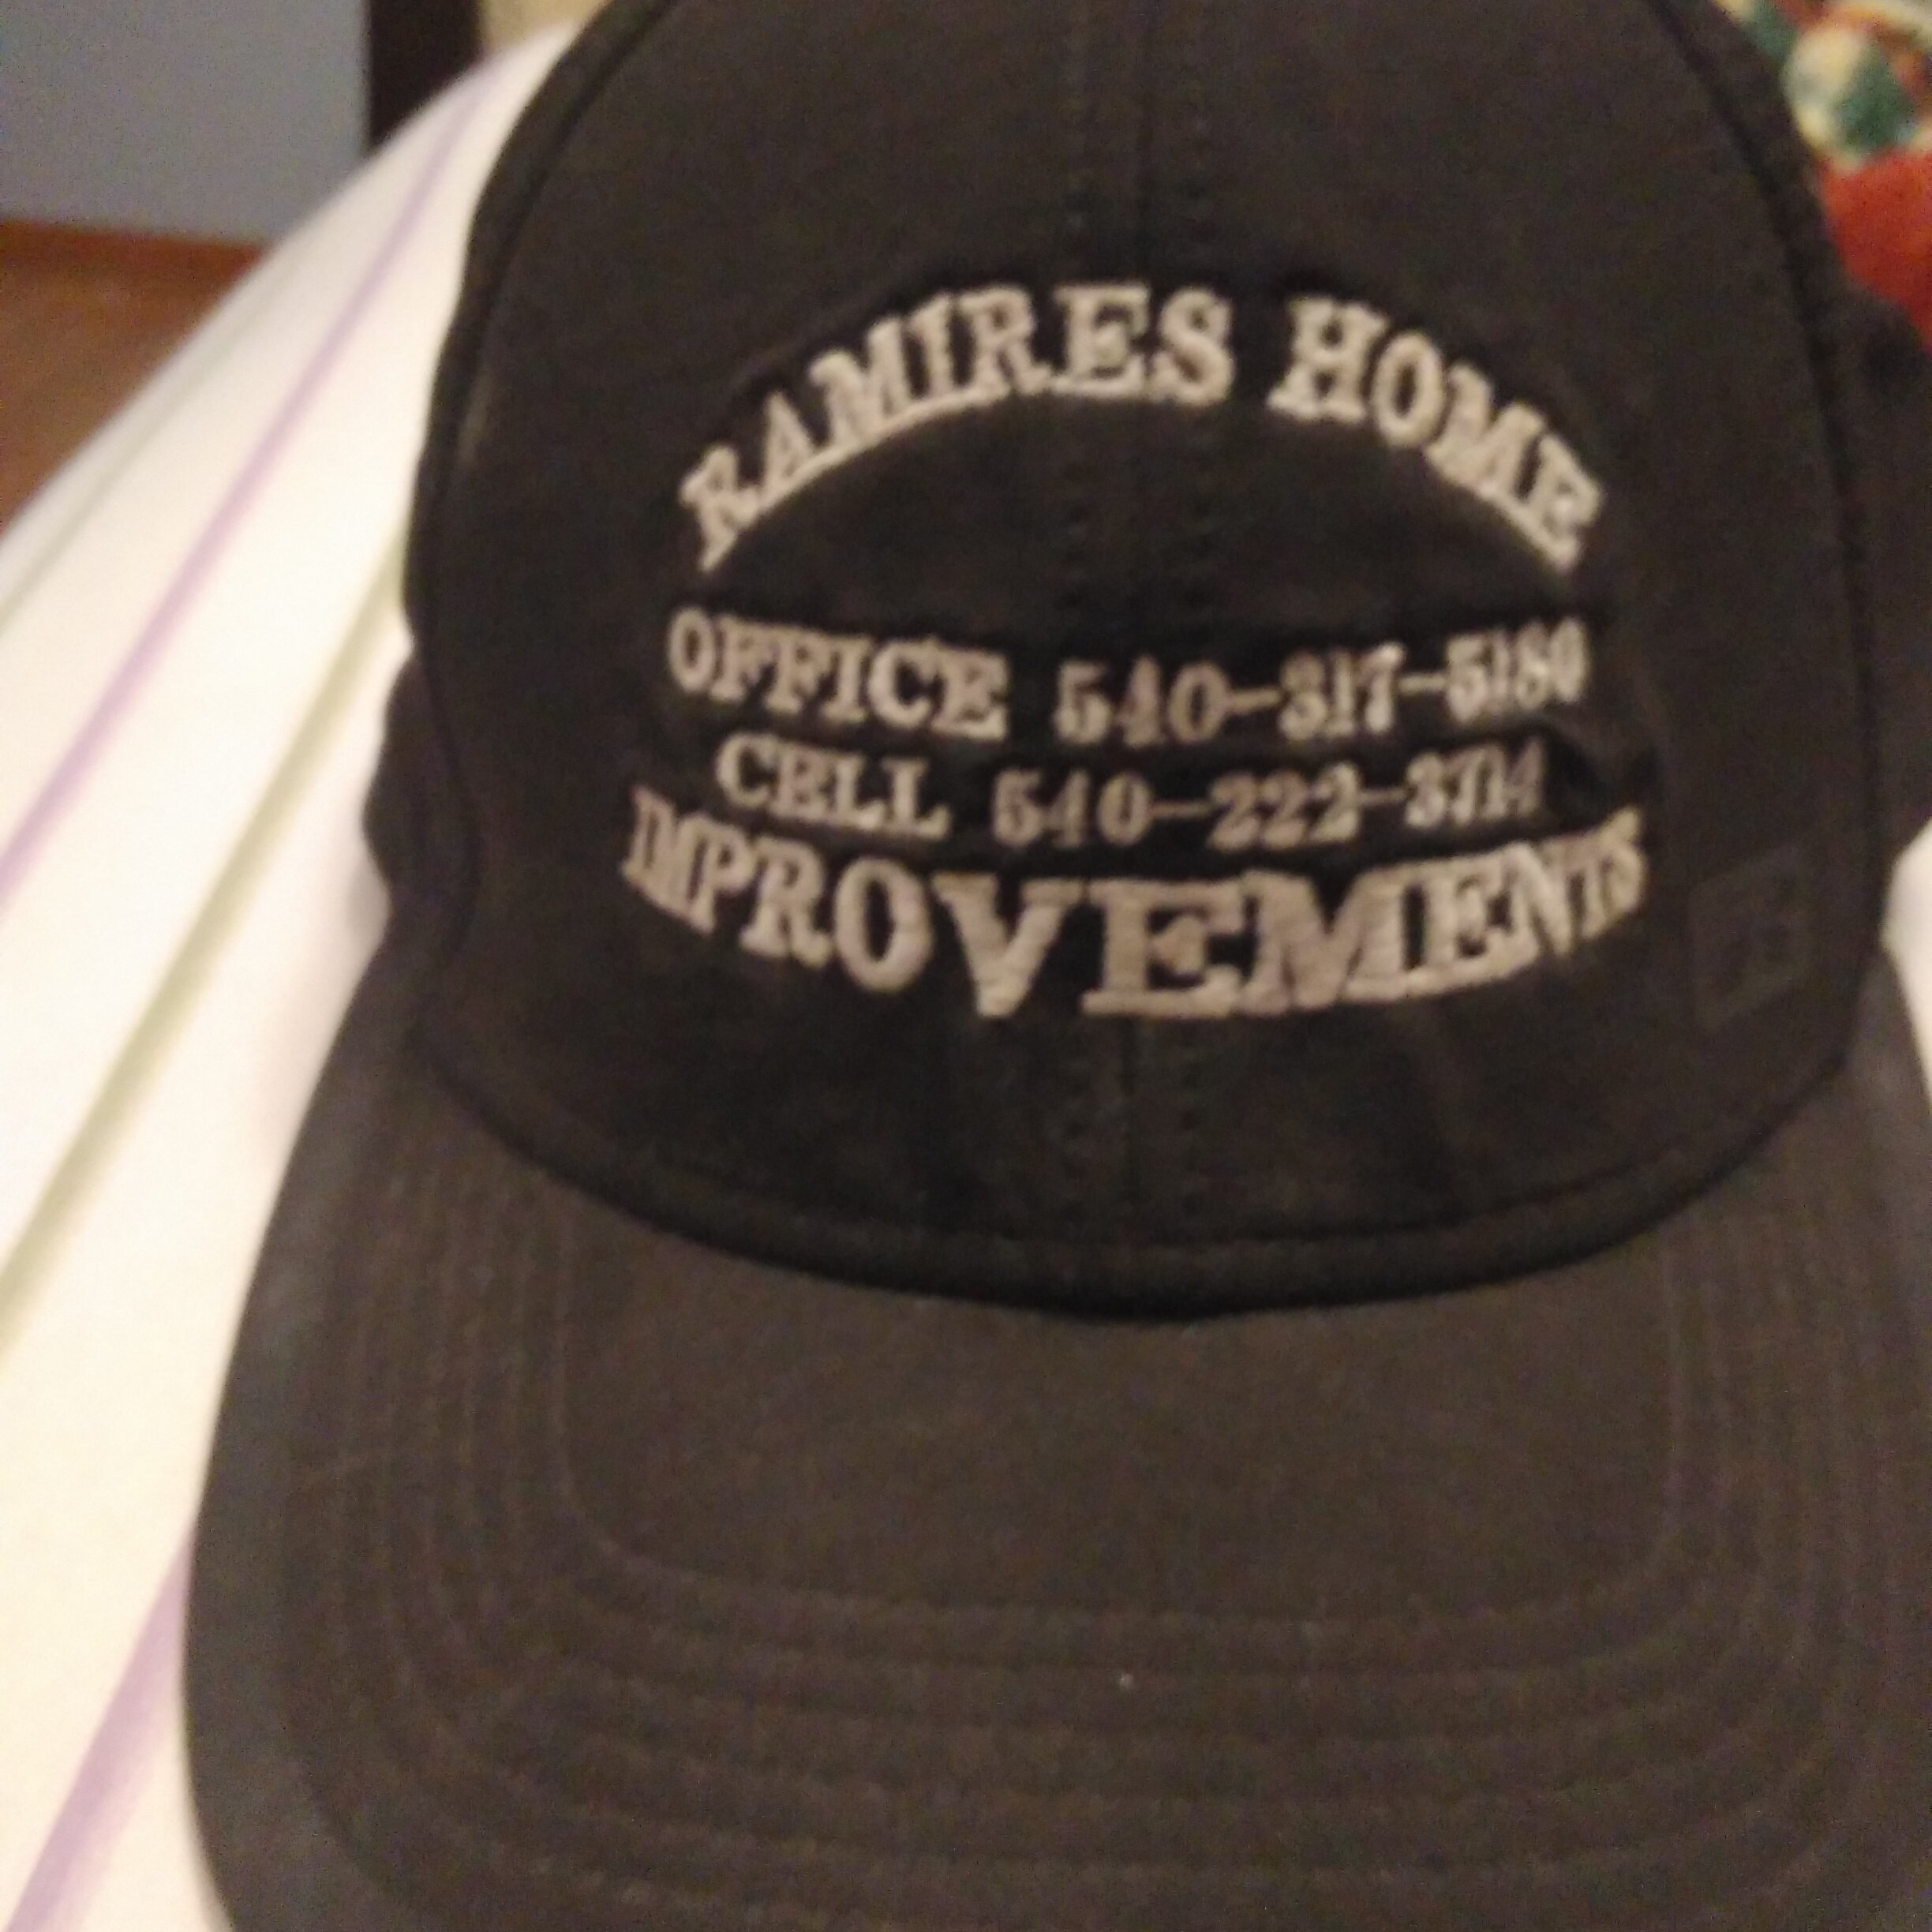 RAMIRES HOME
OFFICE 540-317-5180
CELL 540-222-3714
IMPROVEMENTS